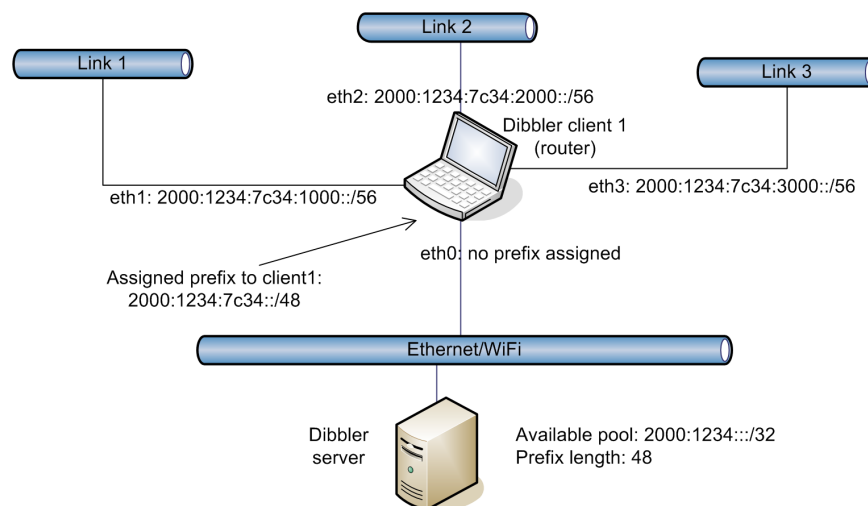 Link 2
Link 1
Link 3
eth2: 2000:1234:7c34:2000::/56
Dibbler client 1
(router)
eth1: 2000:1234:7c34:1000::/56
eth3: 2000:1234:7c34:3000::/56
eth0: no prefix assigned
Assigned prefix to client1:
2000:1234:7c34::/48
Ethernet/WiFi
Dibbler
server
Available pool: 2000:1234:::/32
Prefix length: 48